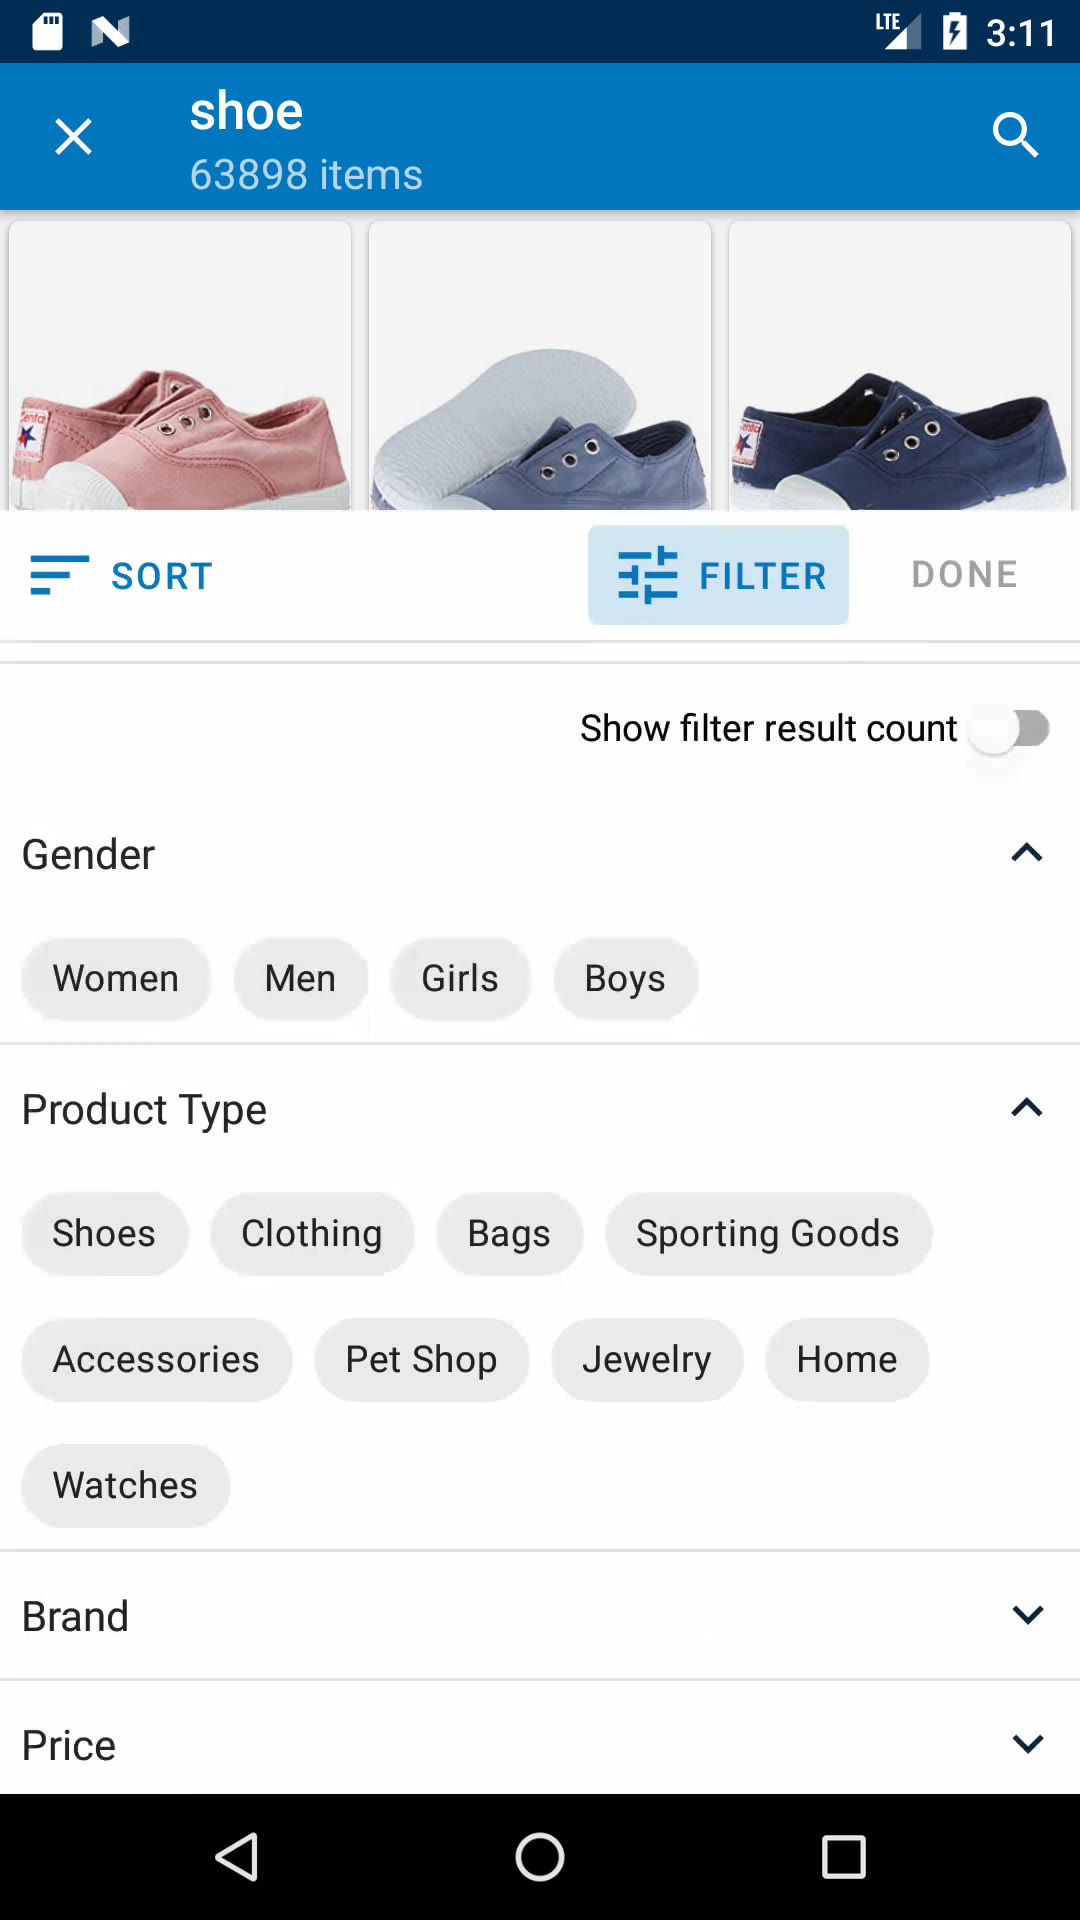 LTE 3:11
shoe
63898 items
SORT FILTER DONE
Show filter result count
Gender
Women Men Girls Boys
Product Type
Shoes Clothing Bags Sporting Goods
Accessories Pet Shop Jewelry Home
Watches
Brand
Price